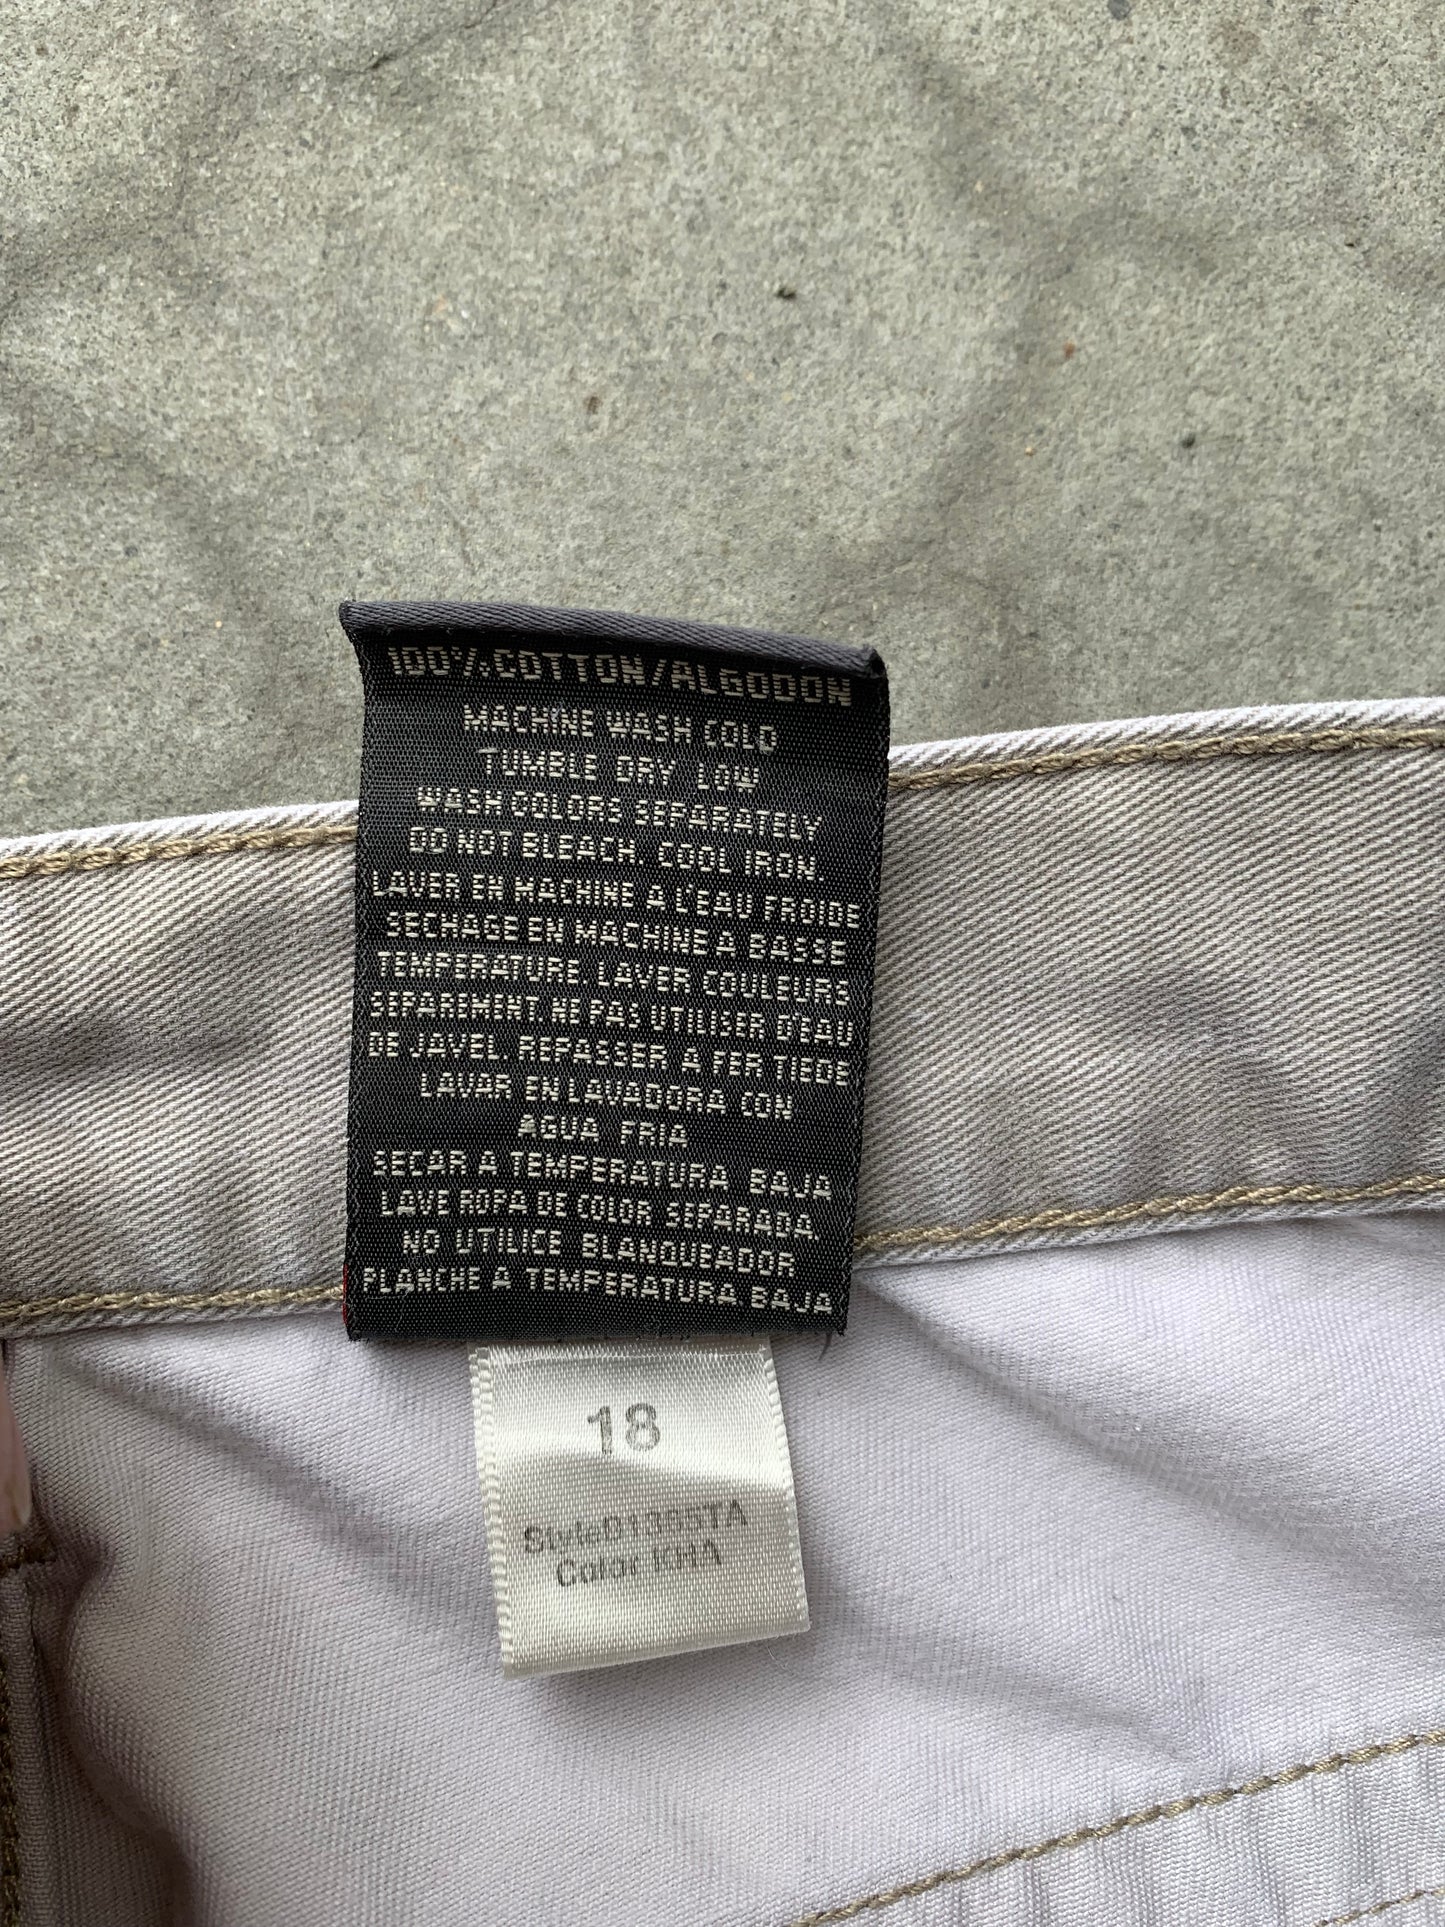 100% COTTON/ALGODON
MACHINE WASH COLD
TUMBLE DRY LOW
WASH COLORS SEPARATELY
DO NOT BLEACH. COOL IRON.
LAVER EN MACHINE A L'EAU FROIDE
SECHAGE EN MACHINE A BASSE
TEMPERATURE. LAVER COULEURS
SEPAREMENT. NE PAS UTILISER D'EAU
DE JAVEL. REPASSER A FER TIEDE
LAVAR EN LAVADORA CON
AGUA FRIA
SECAR A TEMPERATURA BAJA
LAVE ROPA DE COLOR SEPARADA
NO UTILICE BLANQUEADOR
PLANCHE A TEMPERATURA BAJA
18
Style01365TA
Color KHA